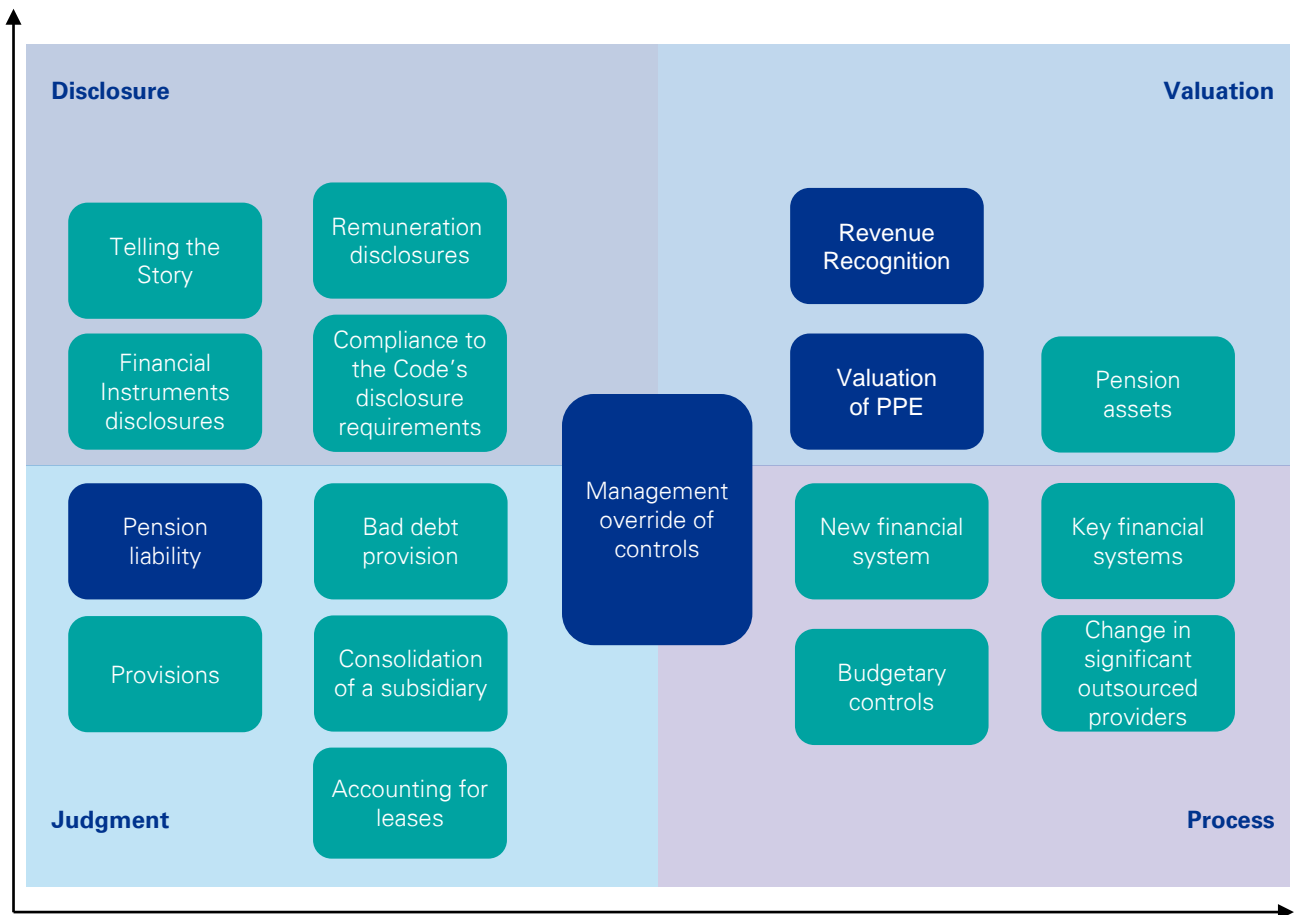 Disclosure
Valuation
Telling the
Story
Remuneration
disclosures
Financial
Instruments
disclosures
Compliance to
the Code's
disclosure
requirements
Revenue
Recognition
Valuation
of PPE
Pension
assets
Management
override of
controls
Pension
liability
Bad debt
provision
Provisions
Consolidation
of a subsidiary
Accounting for
leases
Judgment
New financial
system
Key financial
systems
Budgetary
controls
Change in
significant
outsourced
providers
Process